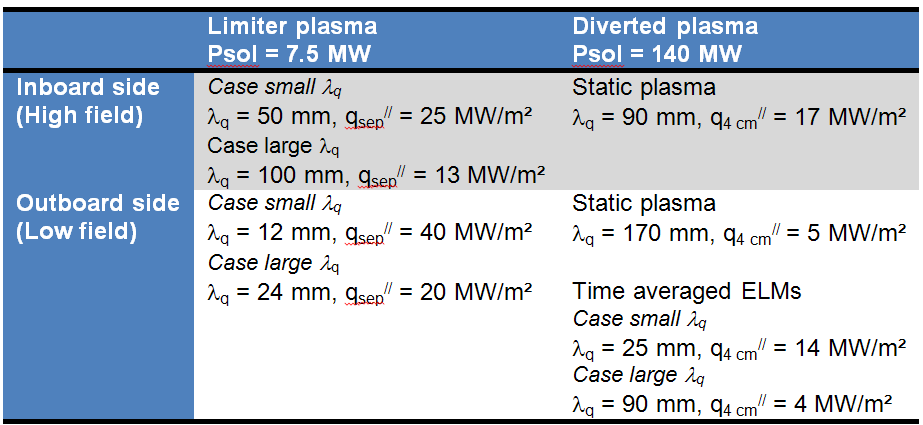 Limiter plasma
Psol = 7.5 MW
Diverted plasma
Psol = 140 MW
Inboard side
(High field)
Case small λq
λq = 50 mm, qsep// = 25 MW/m²
Case large λq
λq = 100 mm, qsep// = 13 MW/m²
Static plasma
λq = 90 mm, q4 cm// = 17 MW/m²
Outboard side
(Low field)
Case small λq
λq = 12 mm, qsep// = 40 MW/m²
Case large λq
λq = 24 mm, qsep// = 20 MW/m²
Static plasma
λq = 170 mm, q4 cm// = 5 MW/m²
Time averaged ELMs
Case small λq
λq = 25 mm, q4 cm// = 14 MW/m²
Case large λq
λq = 90 mm, q4 cm// = 4 MW/m²